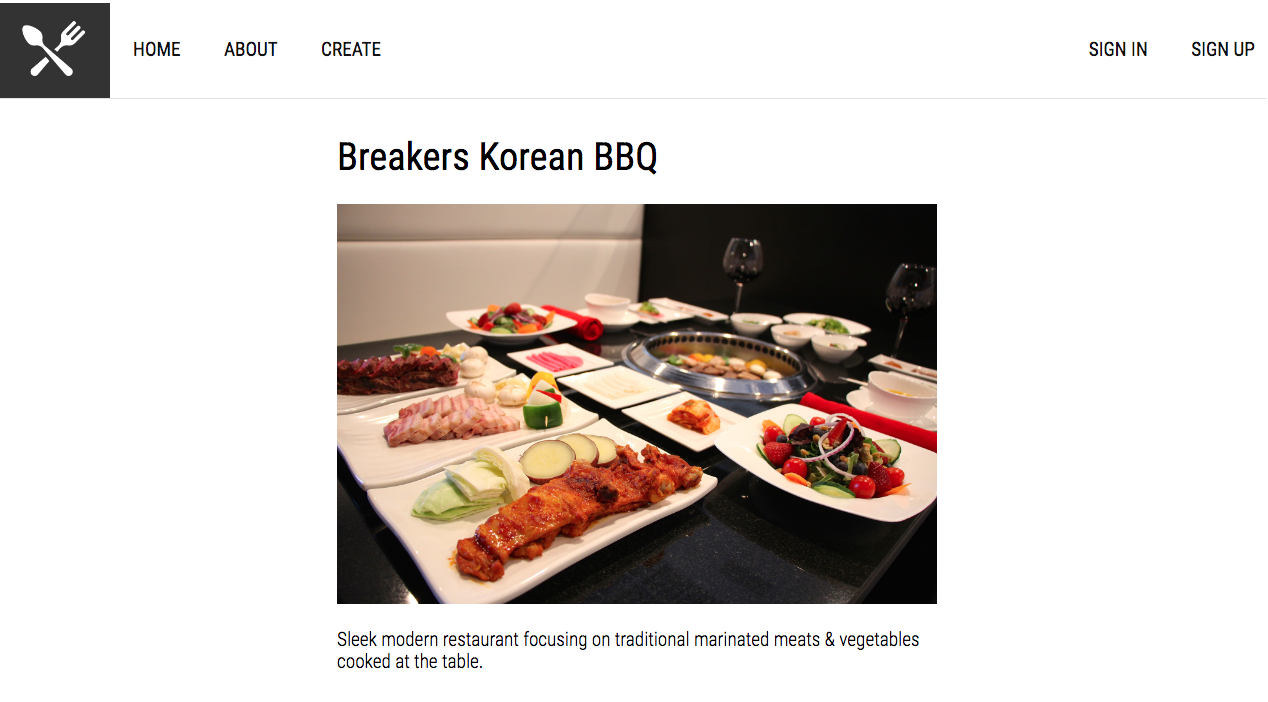 HOME ABOUT CREATE SIGN IN SIGN UP
Breakers Korean BBQ
Sleek modern restaurant focusing on traditional marinated meats & vegetables
cooked at the table.